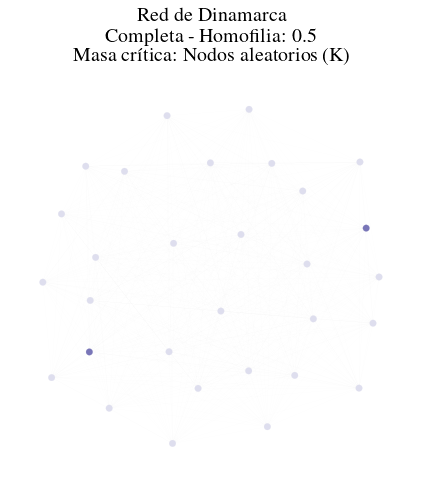 Red de Dinamarca
Completa - Homofilia: 0.5
Masa crítica: Nodos aleatorios (K)